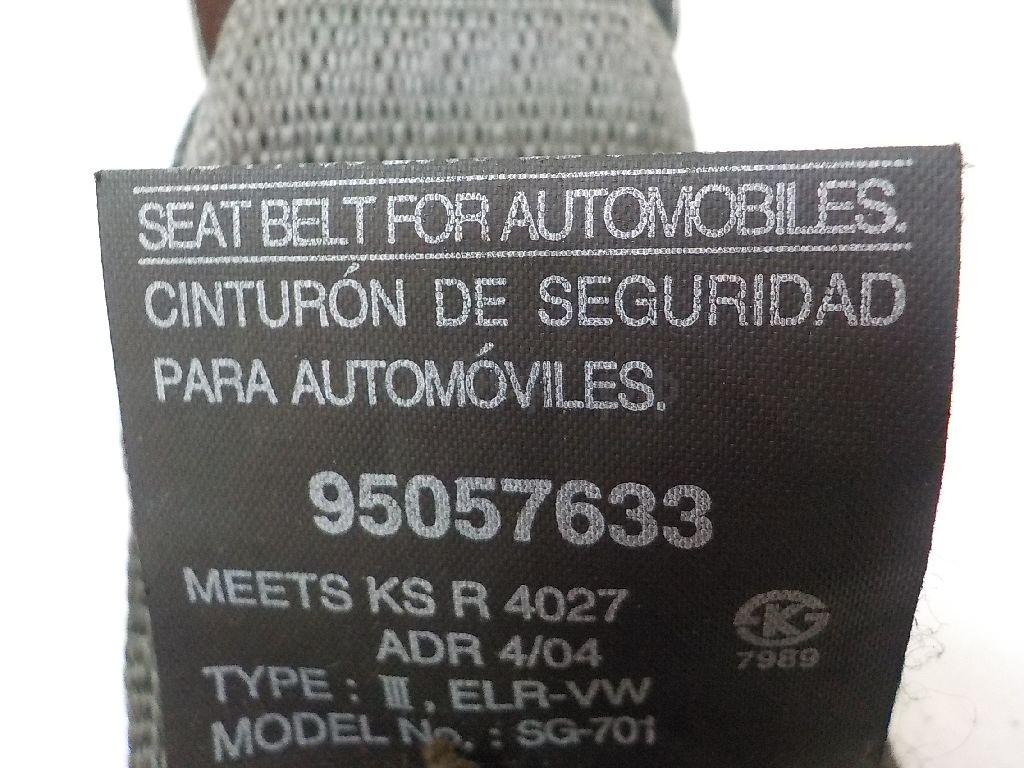 SEAT BELT FOR AUTOMOBILES.
CINTURÓN DE SEGURIDAD
PARA AUTOMÓVILES.
95057633
MEETS KS R 4027
ADR 4/04
7989
TYPE : III, ELR-VW
MODEL No. : SG-701